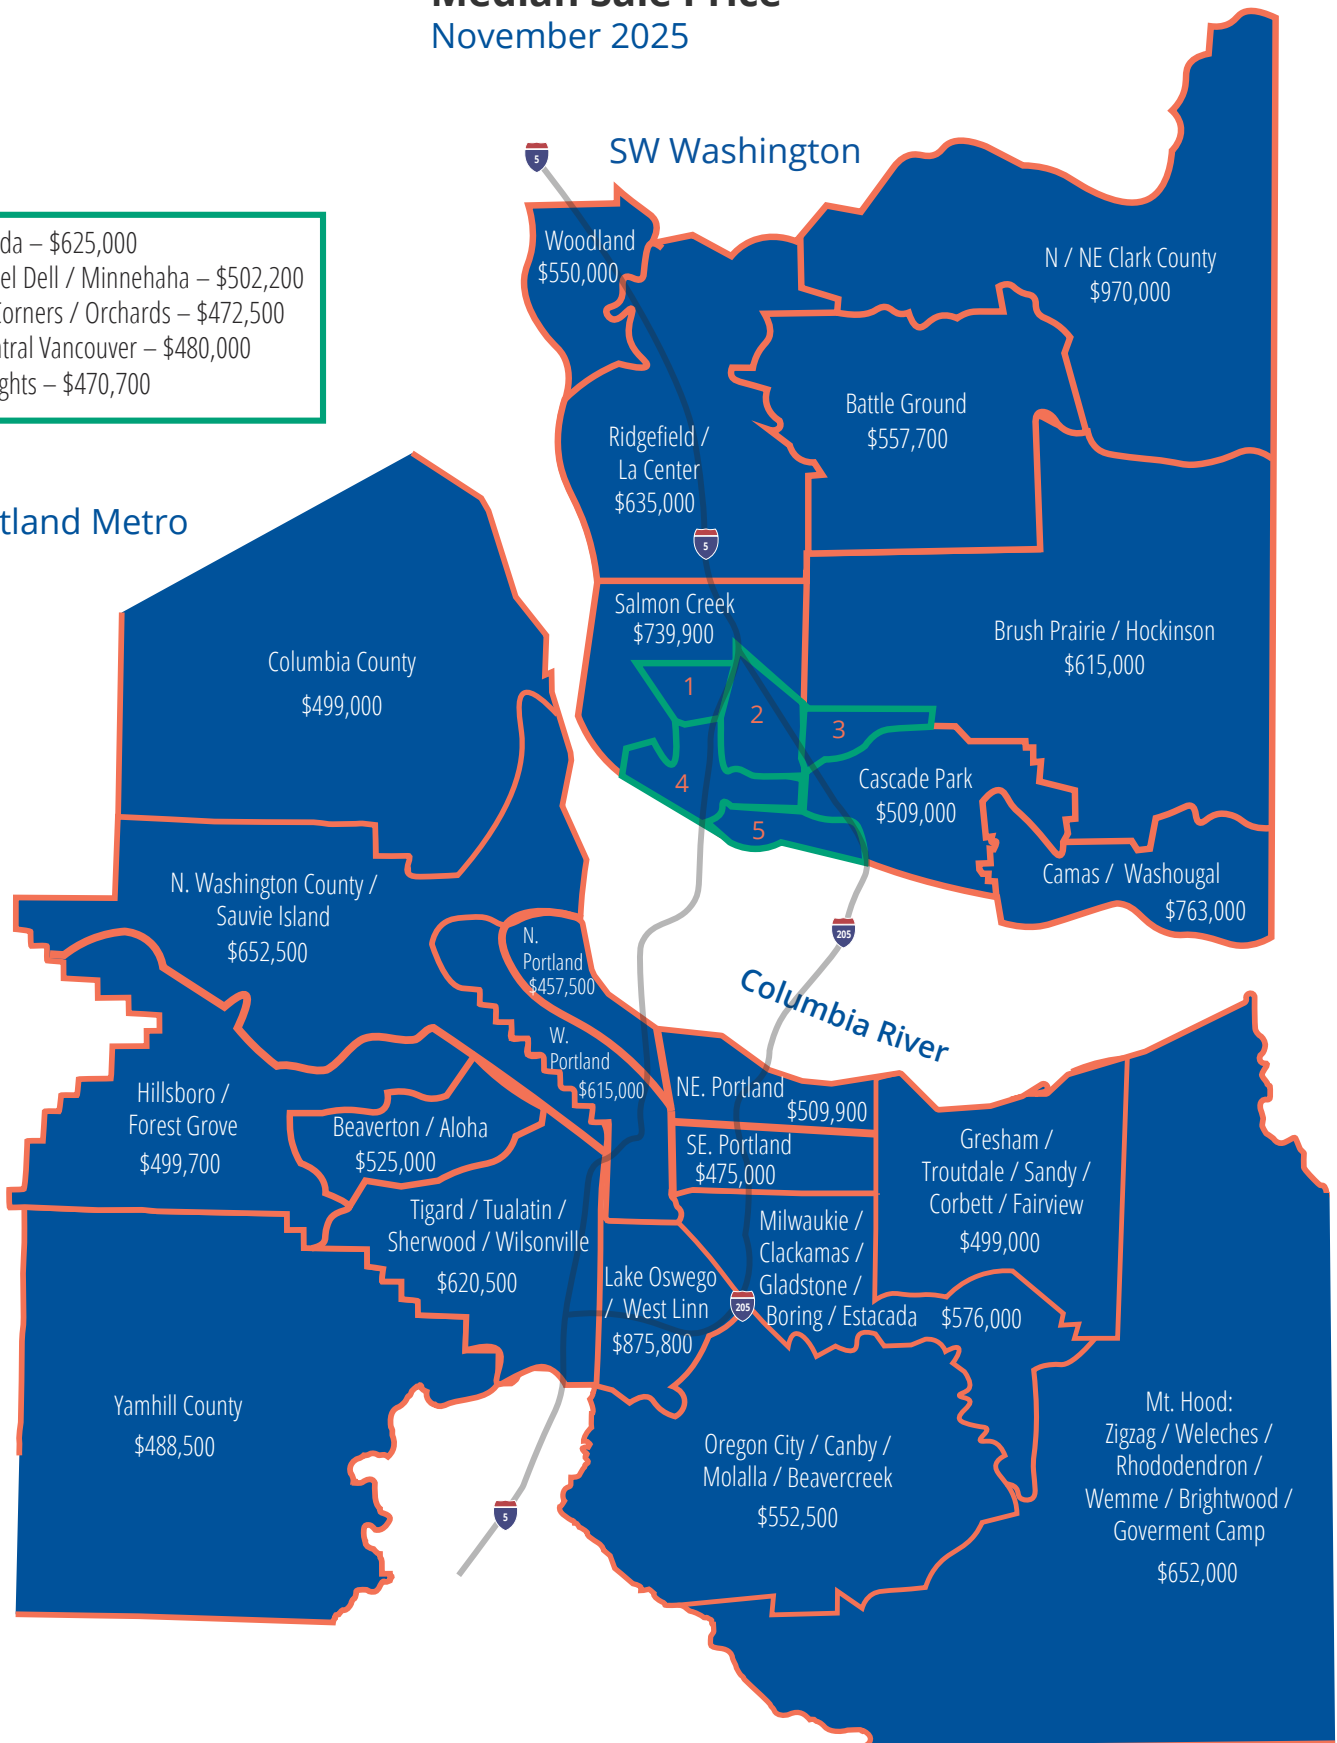 Median Sale Price
November 2025
SW Washington
da – $625,000
el Dell / Minnehaha – $502,200
Corners / Orchards – $472,500
ntral Vancouver – $480,000
ghts – $470,700
tland Metro
5
Woodland
$550,000
N / NE Clark County
$970,000
Battle Ground
$557,700
Ridgefield /
La Center
$635,000
5
Salmon Creek
$739,900
Brush Prairie / Hockinson
$615,000
1
2
3
4
5
Cascade Park
$509,000
Camas / Washougal
$763,000
205
Columbia River
Columbia County
$499,000
N. Washington County /
Sauvie Island
$652,500
N.
Portland
$457,500
W.
Portland
$615,000
NE. Portland
$509,900
SE. Portland
$475,000
Hillsboro /
Forest Grove
$499,700
Beaverton / Aloha
$525,000
Tigard / Tualatin /
Sherwood / Wilsonville
$620,500
Gresham /
Troutdale / Sandy /
Corbett / Fairview
$499,000
Milwaukie /
Clackamas /
Gladstone /
Boring / Estacada
$576,000
Lake Oswego
/ West Linn
$875,800
205
Yamhill County
$488,500
Oregon City / Canby /
Molalla / Beavercreek
$552,500
Mt. Hood:
Zigzag / Weleches /
Rhododendron /
Wemme / Brightwood /
Goverment Camp
$652,000
5